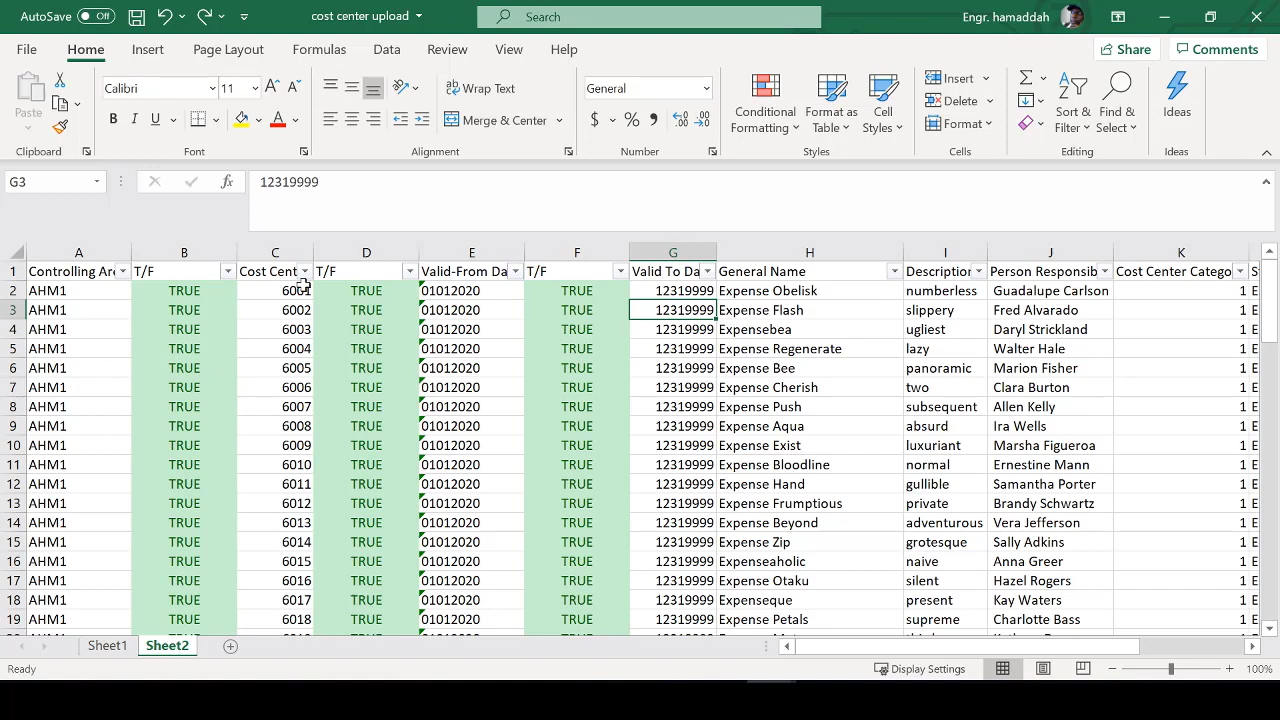 AutoSave Off cost center upload Search Engr. hamaddah
File Home Insert Page Layout Formulas Data Review View Help Share Comments
Paste Calibri 11 Wrap Text General Conditional Formatting Format as Table Cell Styles Insert Sort & Filter Find & Select Ideas
B I U Merge & Center $ % Delete
Format
Clipboard Font Alignment Number Styles Cells Editing Ideas
G3 fx 12319999
A B C D E F G H I J K
1 Controlling Are T/F Cost Cent T/F Valid-From Da T/F Valid To Da General Name Description Person Responsib Cost Center Catego S
2 AHM1 TRUE 6001 TRUE 01012020 TRUE 12319999 Expense Obelisk numberless Guadalupe Carlson 1 E
3 AHM1 TRUE 6002 TRUE 01012020 TRUE 12319999 Expense Flash slippery Fred Alvarado 1 E
4 AHM1 TRUE 6003 TRUE 01012020 TRUE 12319999 Expensebea ugliest Daryl Strickland 1 E
5 AHM1 TRUE 6004 TRUE 01012020 TRUE 12319999 Expense Regenerate lazy Walter Hale 1 E
6 AHM1 TRUE 6005 TRUE 01012020 TRUE 12319999 Expense Bee panoramic Marion Fisher 1 E
7 AHM1 TRUE 6006 TRUE 01012020 TRUE 12319999 Expense Cherish two Clara Burton 1 E
8 AHM1 TRUE 6007 TRUE 01012020 TRUE 12319999 Expense Push subsequent Allen Kelly 1 E
9 AHM1 TRUE 6008 TRUE 01012020 TRUE 12319999 Expense Aqua absurd Ira Wells 1 E
10 AHM1 TRUE 6009 TRUE 01012020 TRUE 12319999 Expense Exist luxuriant Marsha Figueroa 1 E
11 AHM1 TRUE 6010 TRUE 01012020 TRUE 12319999 Expense Bloodline normal Ernestine Mann 1 E
12 AHM1 TRUE 6011 TRUE 01012020 TRUE 12319999 Expense Hand gullible Samantha Porter 1 E
13 AHM1 TRUE 6012 TRUE 01012020 TRUE 12319999 Expense Frumptious private Brandy Schwartz 1 E
14 AHM1 TRUE 6013 TRUE 01012020 TRUE 12319999 Expense Beyond adventurous Vera Jefferson 1 E
15 AHM1 TRUE 6014 TRUE 01012020 TRUE 12319999 Expense Zip grotesque Sally Adkins 1 E
16 AHM1 TRUE 6015 TRUE 01012020 TRUE 12319999 Expenseaholic naive Anna Greer 1 E
17 AHM1 TRUE 6016 TRUE 01012020 TRUE 12319999 Expense Otaku silent Hazel Rogers 1 E
18 AHM1 TRUE 6017 TRUE 01012020 TRUE 12319999 Expenseque present Kay Waters 1 E
19 AHM1 TRUE 6018 TRUE 01012020 TRUE 12319999 Expense Petals supreme Charlotte Bass 1 E
Sheet1 Sheet2
Ready Display Settings 100%